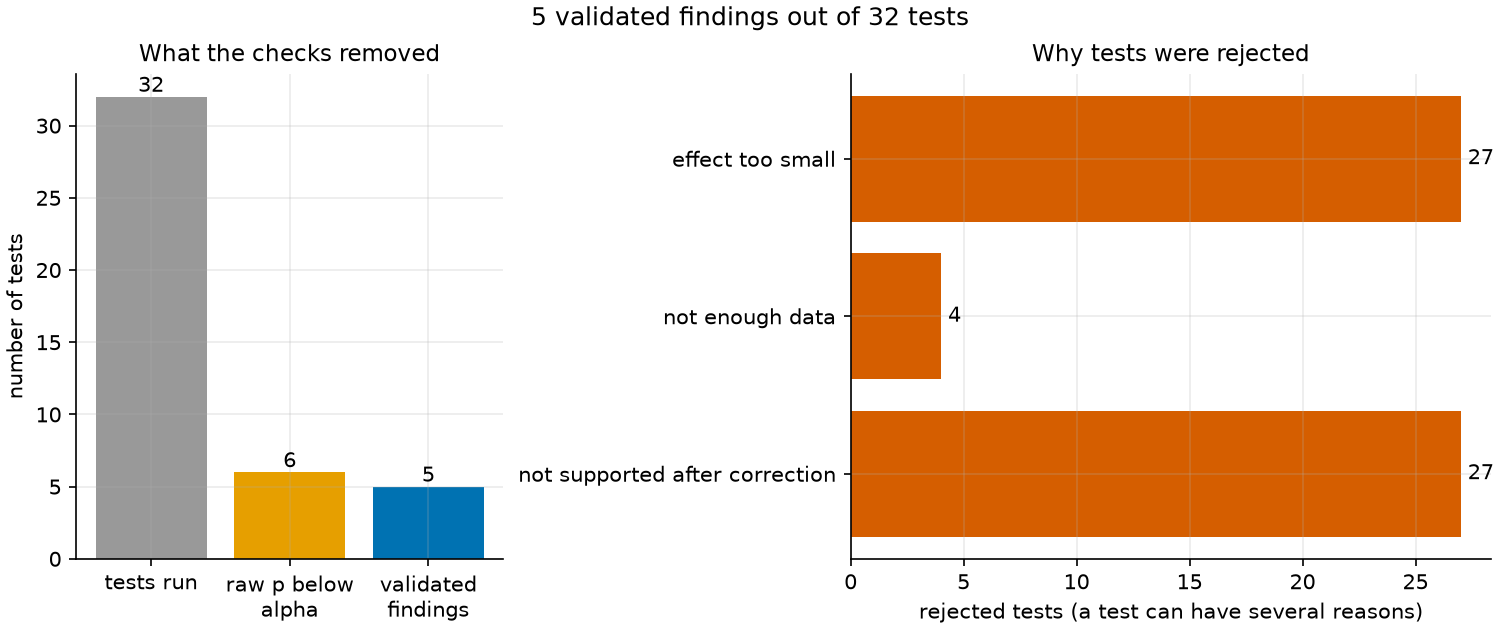 5 validated findings out of 32 tests
What the checks removed
number of tests
30
25
20
15
10
5
0
32
6
5
tests run
raw p below
alpha
validated
findings
Why tests were rejected
effect too small
27
not enough data
4
not supported after correction
27
0 5 10 15 20 25
rejected tests (a test can have several reasons)